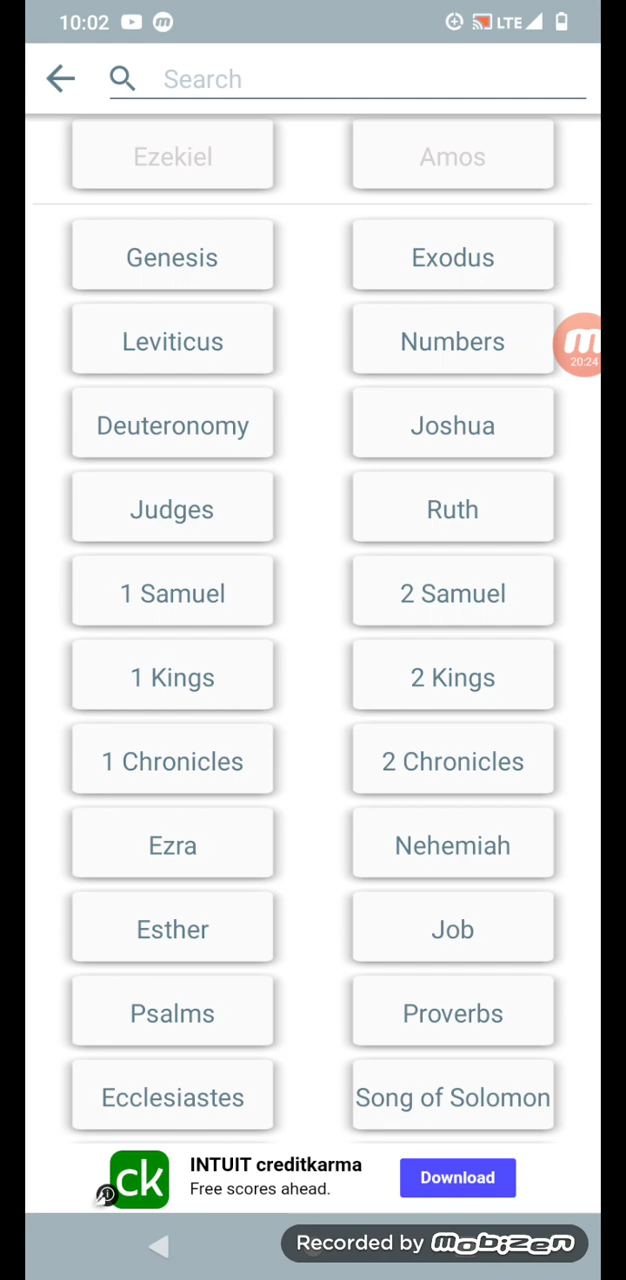 10:02 LTE
Search
Ezekiel Amos
Genesis Exodus
Leviticus Numbers
20:24
Deuteronomy Joshua
Judges Ruth
1 Samuel 2 Samuel
1 Kings 2 Kings
1 Chronicles 2 Chronicles
Ezra Nehemiah
Esther Job
Psalms Proverbs
Ecclesiastes Song of Solomon
ck
INTUIT creditkarma
Free scores ahead.
Download
Recorded by mobizen